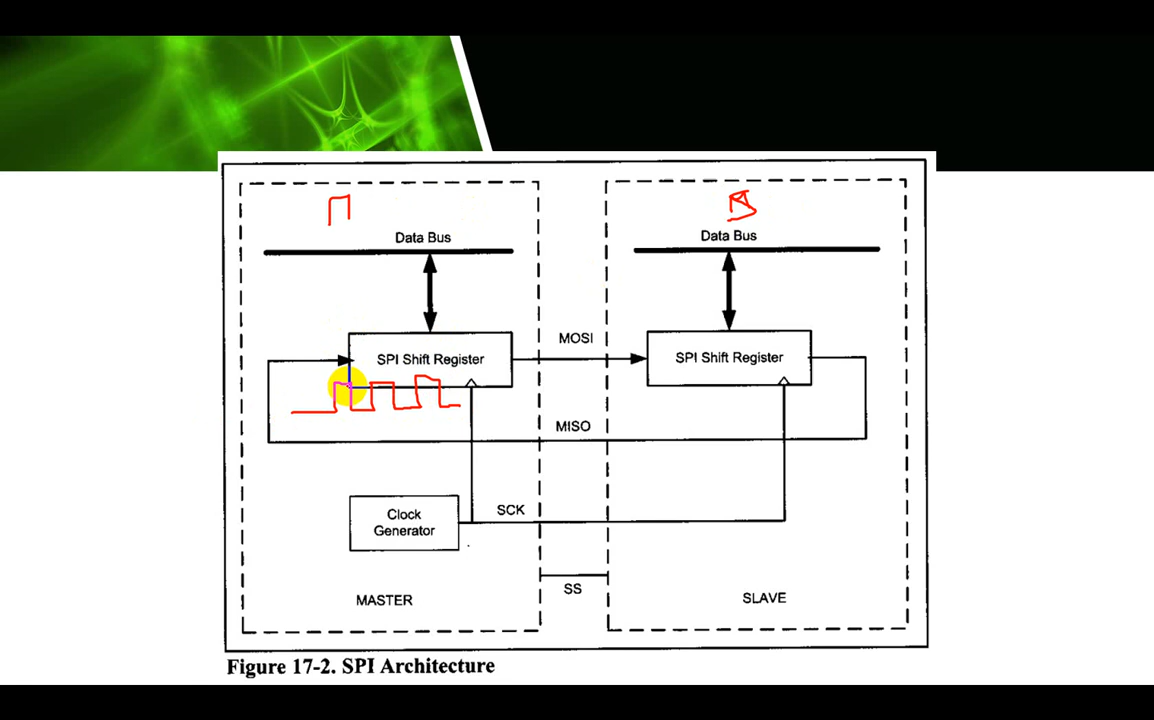 Data Bus
Data Bus
SPI Shift Register
MOSI
SPI Shift Register
MISO
Clock
Generator
SCK
SS
MASTER
SLAVE
Figure 17-2. SPI Architecture